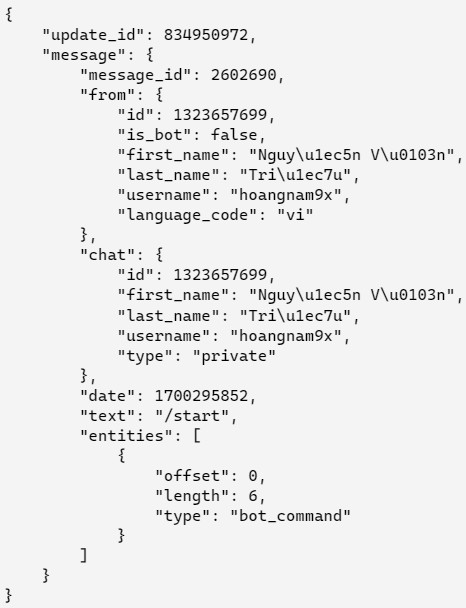 {
    "update_id": 834950972,
    "message": {
        "message_id": 2602690,
        "from": {
            "id": 1323657699,
            "is_bot": false,
            "first_name": "Nguy\u1ec5n V\u0103n",
            "last_name": "Tri\u1ec7u",
            "username": "hoangnam9x",
            "language_code": "vi"
        },
        "chat": {
            "id": 1323657699,
            "first_name": "Nguy\u1ec5n V\u0103n",
            "last_name": "Tri\u1ec7u",
            "username": "hoangnam9x",
            "type": "private"
        },
        "date": 1700295852,
        "text": "/start",
        "entities": [
            {
                "offset": 0,
                "length": 6,
                "type": "bot_command"
            }
        ]
    }
}